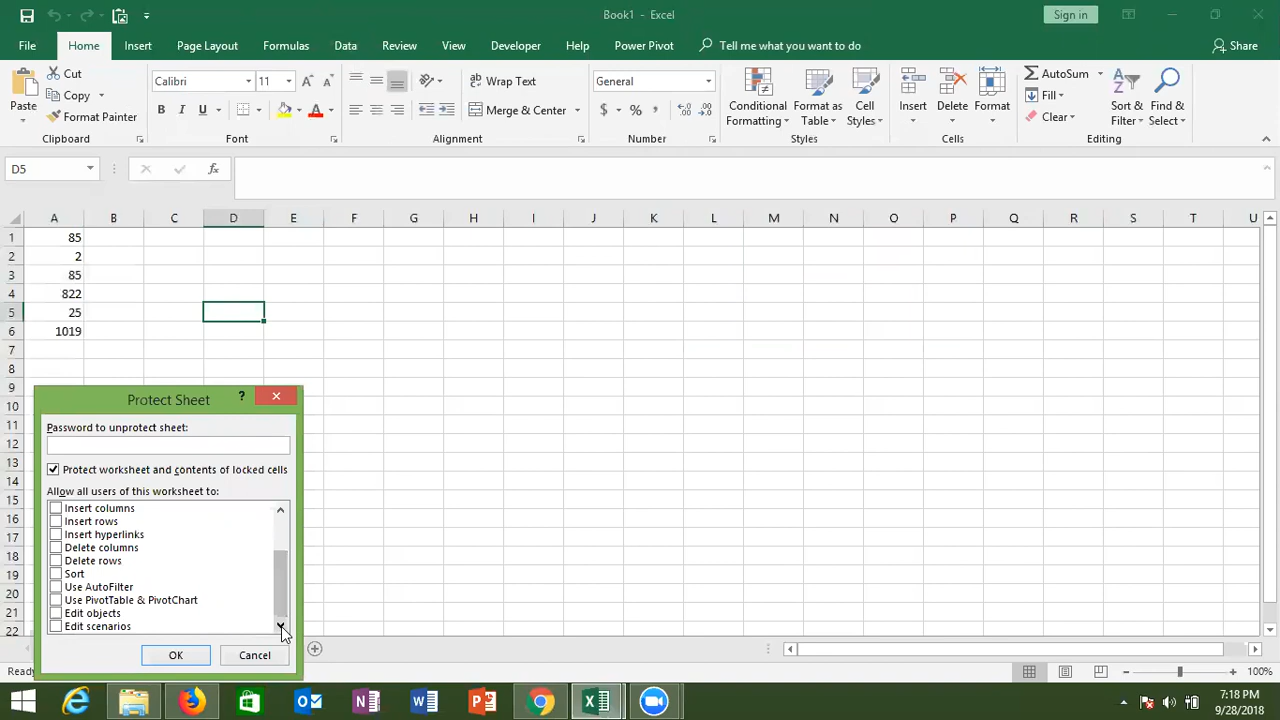 Book1 - Excel
Sign in
File Home Insert Page Layout Formulas Data Review View Developer Help Power Pivot Tell me what you want to do Share
Paste
Cut
Copy
Format Painter
Clipboard
Calibri 11
B I U
Font
Wrap Text
Merge & Center
Alignment
General
$ % ,
Number
Conditional Formatting
Format as Table
Cell Styles
Styles
Insert
Delete
Format
Cells
AutoSum
Fill
Clear
Sort & Filter
Find & Select
Editing
D5
fx
A B C D E F G H I J K L M N O P Q R S T U
1 85
2 2
3 85
4 822
5 25
6 1019
7
8
9
10
11
12
13
14
15
16
17
18
19
20
21
22
Protect Sheet
?
Password to unprotect sheet:
Protect worksheet and contents of locked cells
Allow all users of this worksheet to:
Insert columns
Insert rows
Insert hyperlinks
Delete columns
Delete rows
Sort
Use AutoFilter
Use PivotTable & PivotChart
Edit objects
Edit scenarios
OK Cancel
100%
7:18 PM
9/28/2018